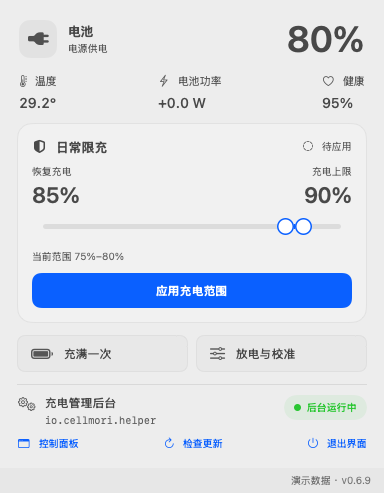 电池
电源供电
80%
温度
电池功率
健康
29.2°
+0.0 W
95%
日常限充
待应用
恢复充电
充电上限
85%
90%
当前范围 75%–80%
应用充电范围
充满一次
放电与校准
充电管理后台
io.cellmori.helper
后台运行中
控制面板
检查更新
退出界面
演示数据 · v0.6.9